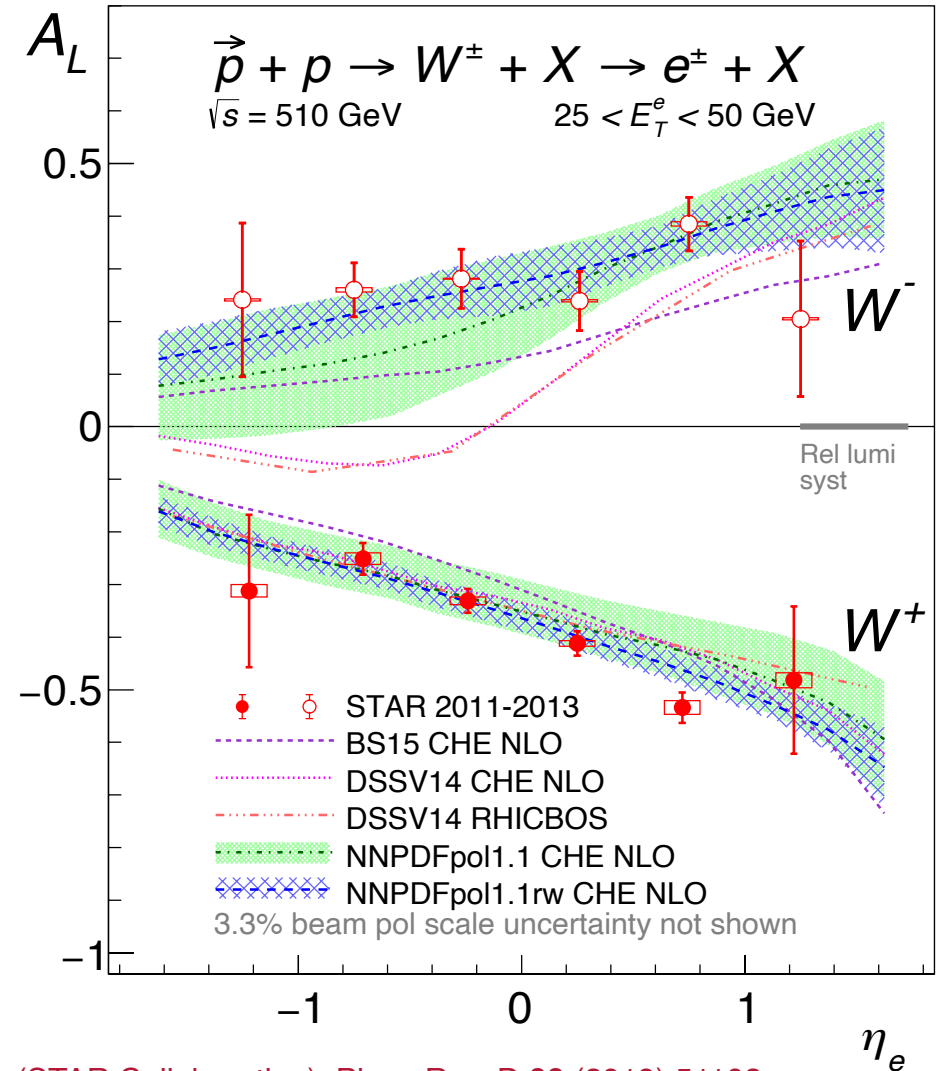 A_L
p⃗ + p → W^± + X → e^± + X
√s = 510 GeV
25 < E_T^e < 50 GeV
0.5
W^-
0
Rel lumi
syst
W^+
−0.5
STAR 2011-2013
BS15 CHE NLO
DSSV14 CHE NLO
DSSV14 RHICBOS
NNPDFpol1.1 CHE NLO
NNPDFpol1.1rw CHE NLO
3.3% beam pol scale uncertainty not shown
−1
−1 0 1
η_e